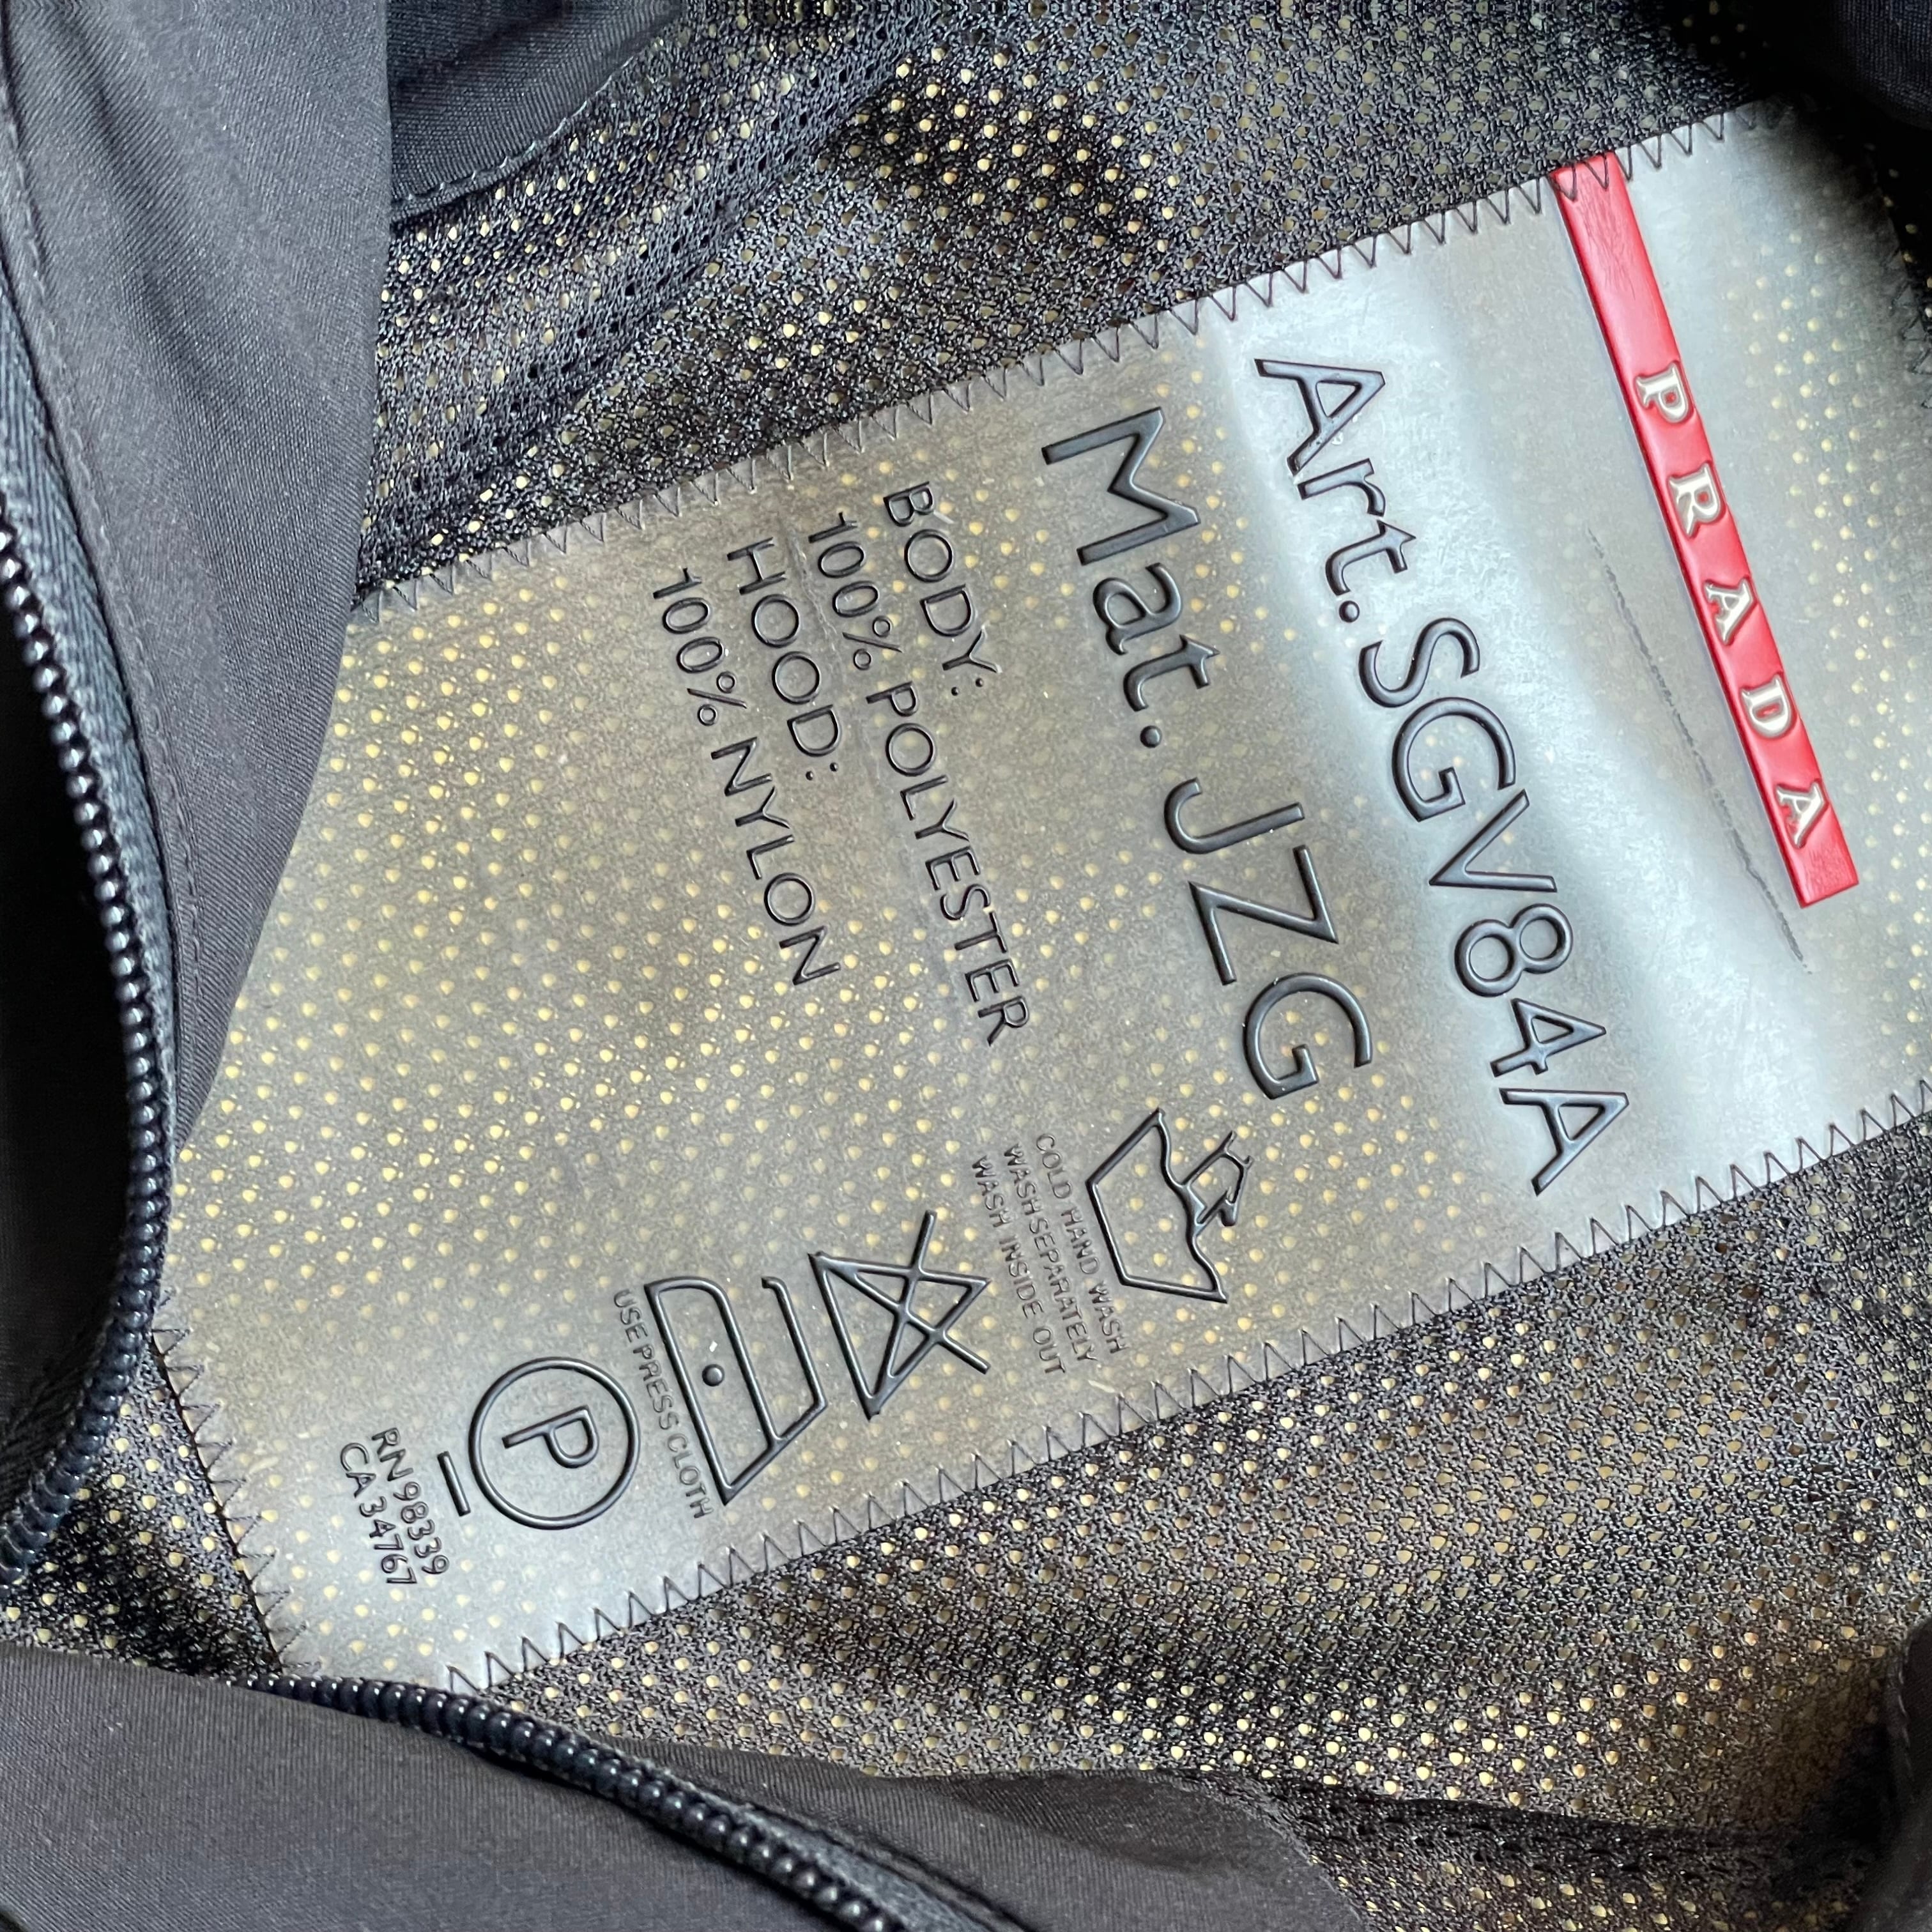 PRADA
Art.SGV84A
Mat. JZG
BODY:
100% POLYESTER
HOOD:
100% NYLON
COLD HAND WASH
WASH SEPARATELY
WASH INSIDE OUT
USE PRESS CLOTH
P
RN 98339
CA 34767